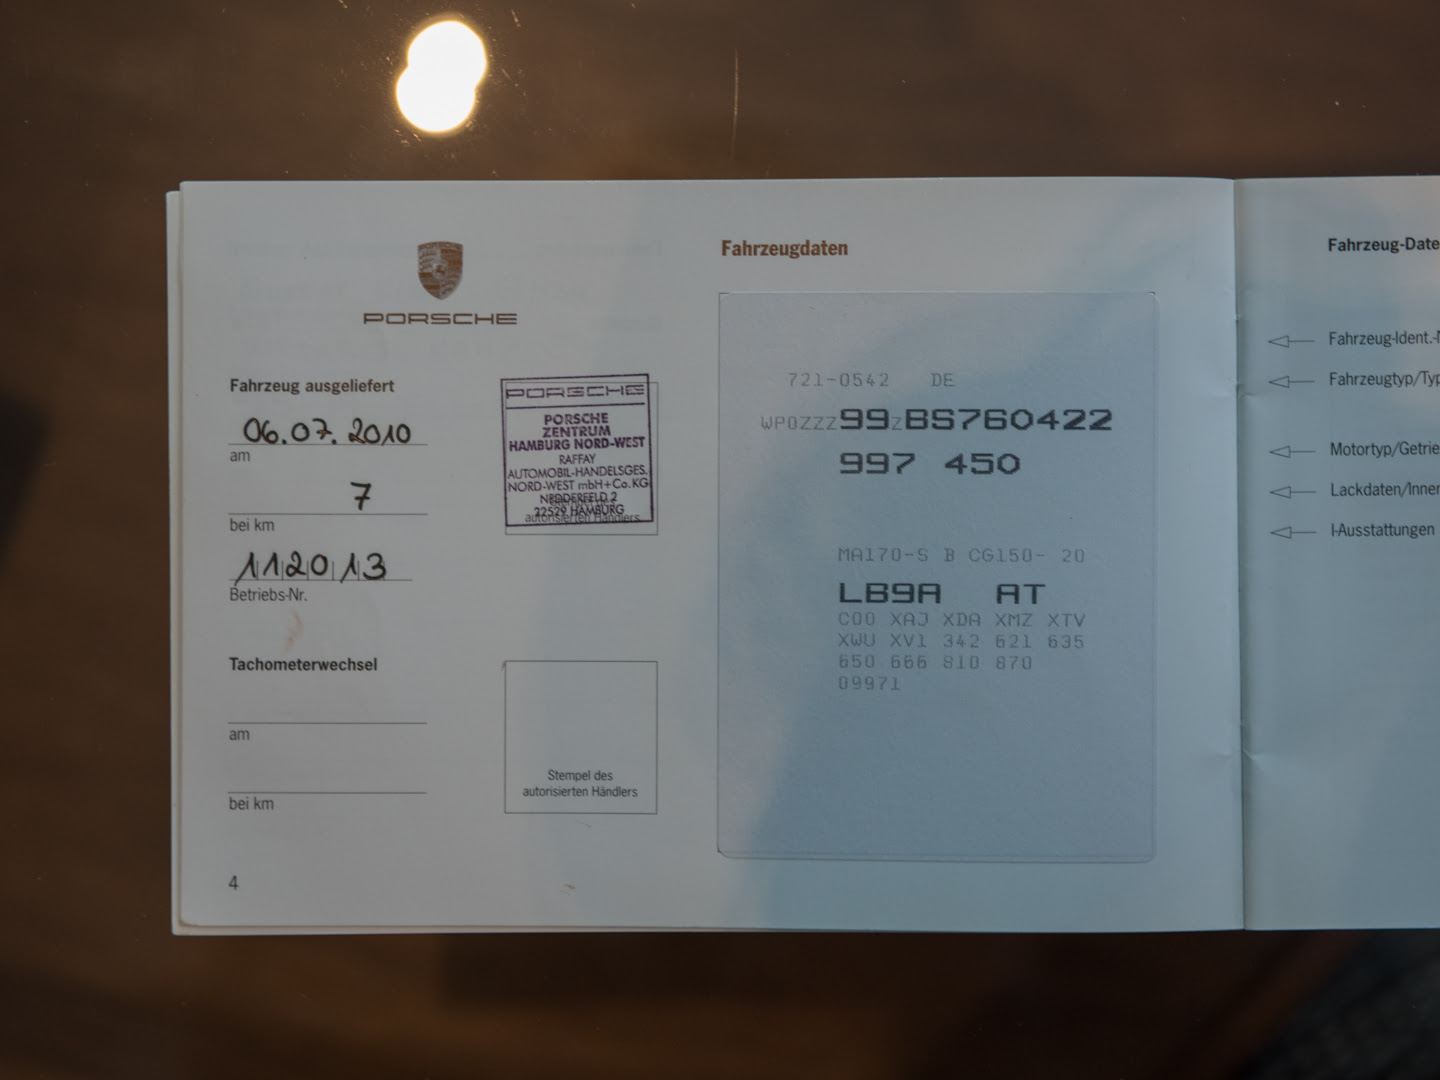 PORSCHE
Fahrzeug ausgeliefert
06.07.2010
am
7
bei km
112013
Betriebs-Nr.
PORSCHE
PORSCHE
ZENTRUM
HAMBURG NORD-WEST
RAFFAY
AUTOMOBIL-HANDELSGES.
NORD-WEST mbH+Co.KG
NEDDERFELD 2
22529 HAMBURG
autorisierten Händlers
Tachometerwechsel
am
bei km
Stempel des
autorisierten Händlers
4
Fahrzeugdaten
721-0542 DE
WP0ZZZ99ZBS760422
997 450
MA170-S B CG150- 20
LB9A AT
C00 XAJ XDA XMZ XTV
XWU XV1 342 621 635
650 666 810 870
09971
Fahrzeug-Date
Fahrzeug-Ident.-
Fahrzeugtyp/Typ
Motortyp/Getrie
Lackdaten/Inner
I-Ausstattungen